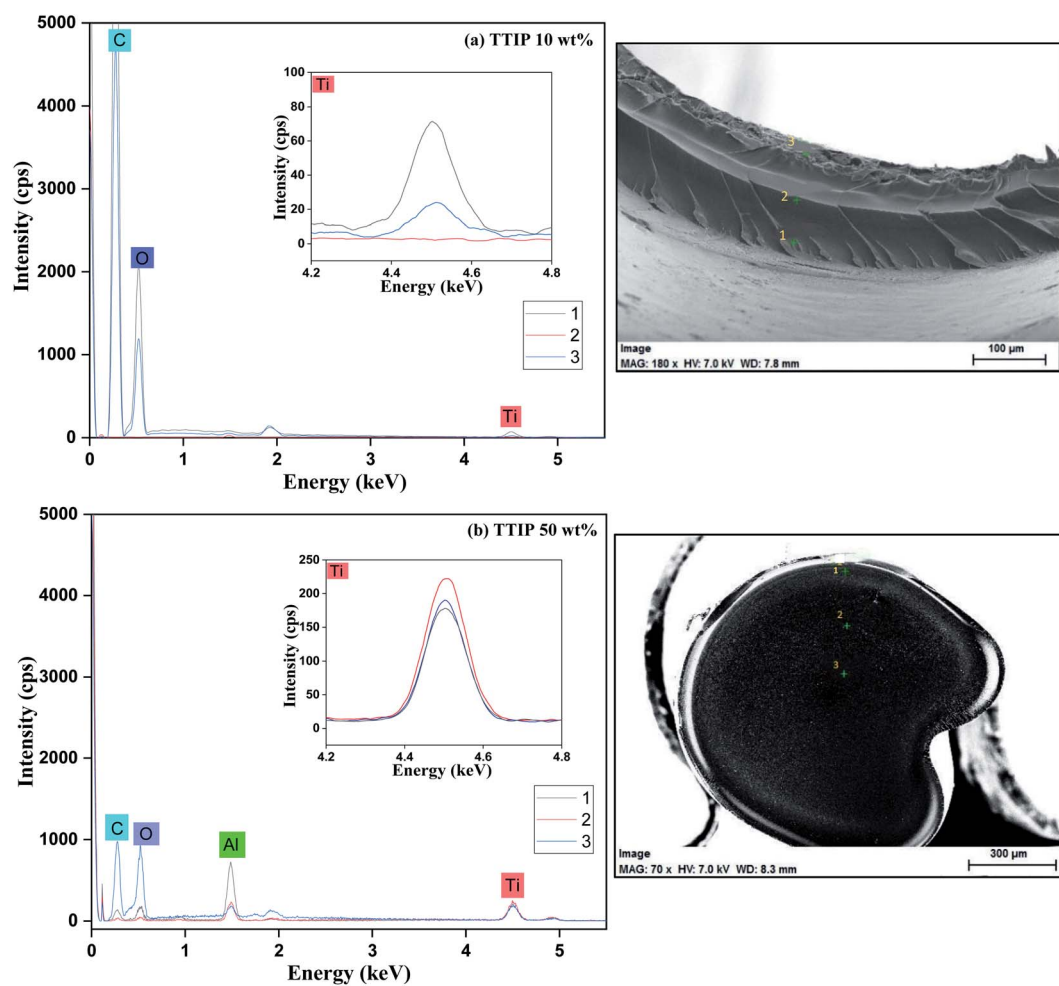 (a) TTIP 10 wt%
C
O
Ti
5000
4000
3000
2000
1000
0
0
1
2
3
4
5
Intensity (cps)
Energy (keV)
Ti
100
80
60
40
20
0
4.2
4.4
4.6
4.8
Intensity (cps)
Energy (keV)
1
2
3
3
2
1
Image
MAG: 180 x HV: 7.0 kV WD: 7.8 mm
100 µm
(b) TTIP 50 wt%
C
O
Al
Ti
5000
4000
3000
2000
1000
0
0
1
2
3
4
5
Intensity (cps)
Energy (keV)
Ti
250
200
150
100
50
0
4.2
4.4
4.6
4.8
Intensity (cps)
Energy (keV)
1
2
3
1
2
3
Image
MAG: 70 x HV: 7.0 kV WD: 8.3 mm
300 µm